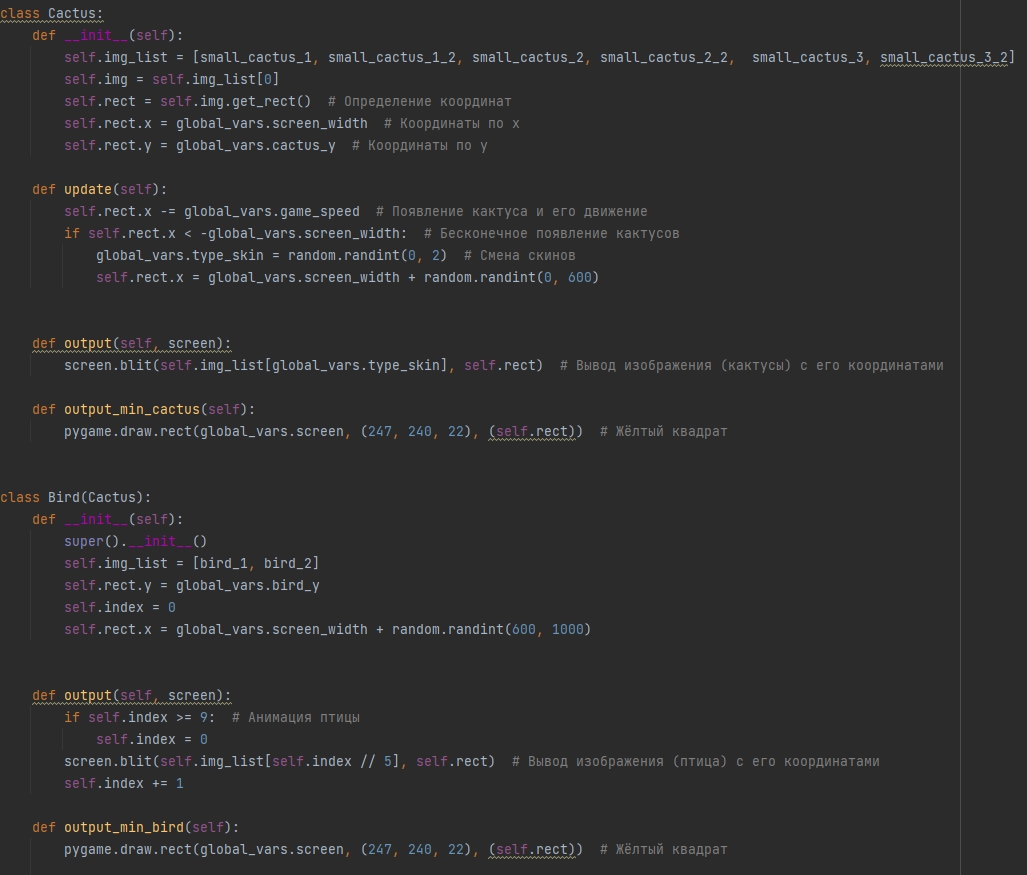 class Cactus:
    def __init__(self):
        self.img_list = [small_cactus_1, small_cactus_1_2, small_cactus_2, small_cactus_2_2,  small_cactus_3, small_cactus_3_2]
        self.img = self.img_list[0]
        self.rect = self.img.get_rect()  # Определение координат
        self.rect.x = global_vars.screen_width  # Координаты по x
        self.rect.y = global_vars.cactus_y  # Координаты по y

    def update(self):
        self.rect.x -= global_vars.game_speed  # Появление кактуса и его движение
        if self.rect.x < -global_vars.screen_width:  # Бесконечное появление кактусов
            global_vars.type_skin = random.randint(0, 2)  # Смена скинов
            self.rect.x = global_vars.screen_width + random.randint(0, 600)


    def output(self, screen):
        screen.blit(self.img_list[global_vars.type_skin], self.rect)  # Вывод изображения (кактусы) с его координатами

    def output_min_cactus(self):
        pygame.draw.rect(global_vars.screen, (247, 240, 22), (self.rect))  # Жёлтый квадрат


class Bird(Cactus):
    def __init__(self):
        super().__init__()
        self.img_list = [bird_1, bird_2]
        self.rect.y = global_vars.bird_y
        self.index = 0
        self.rect.x = global_vars.screen_width + random.randint(600, 1000)


    def output(self, screen):
        if self.index >= 9:  # Анимация птицы
            self.index = 0
        screen.blit(self.img_list[self.index // 5], self.rect)  # Вывод изображения (птица) с его координатами
        self.index += 1

    def output_min_bird(self):
        pygame.draw.rect(global_vars.screen, (247, 240, 22), (self.rect))  # Жёлтый квадрат